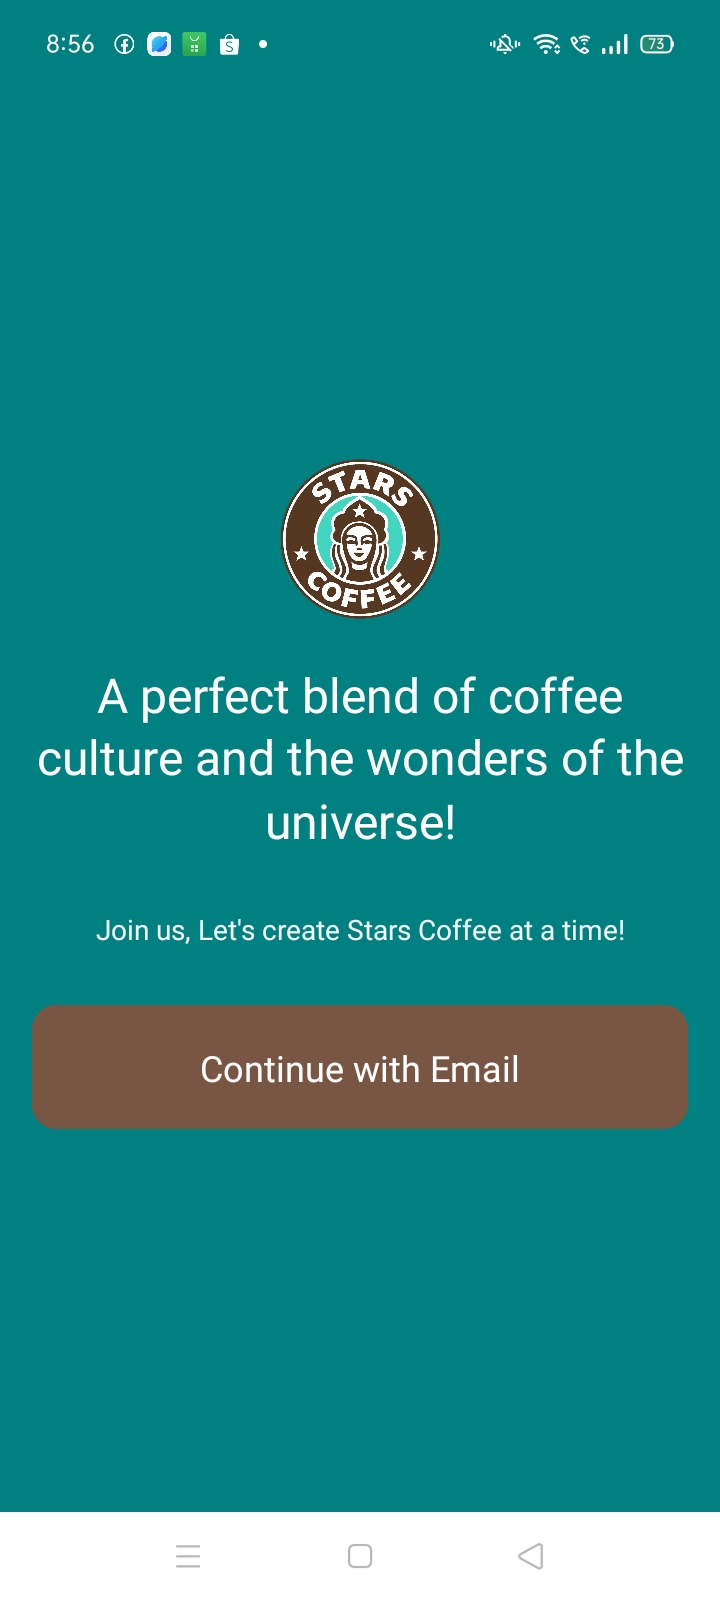 8:56
73
STARS
COFFEE
A perfect blend of coffee
culture and the wonders of the
universe!
Join us, Let's create Stars Coffee at a time!
Continue with Email